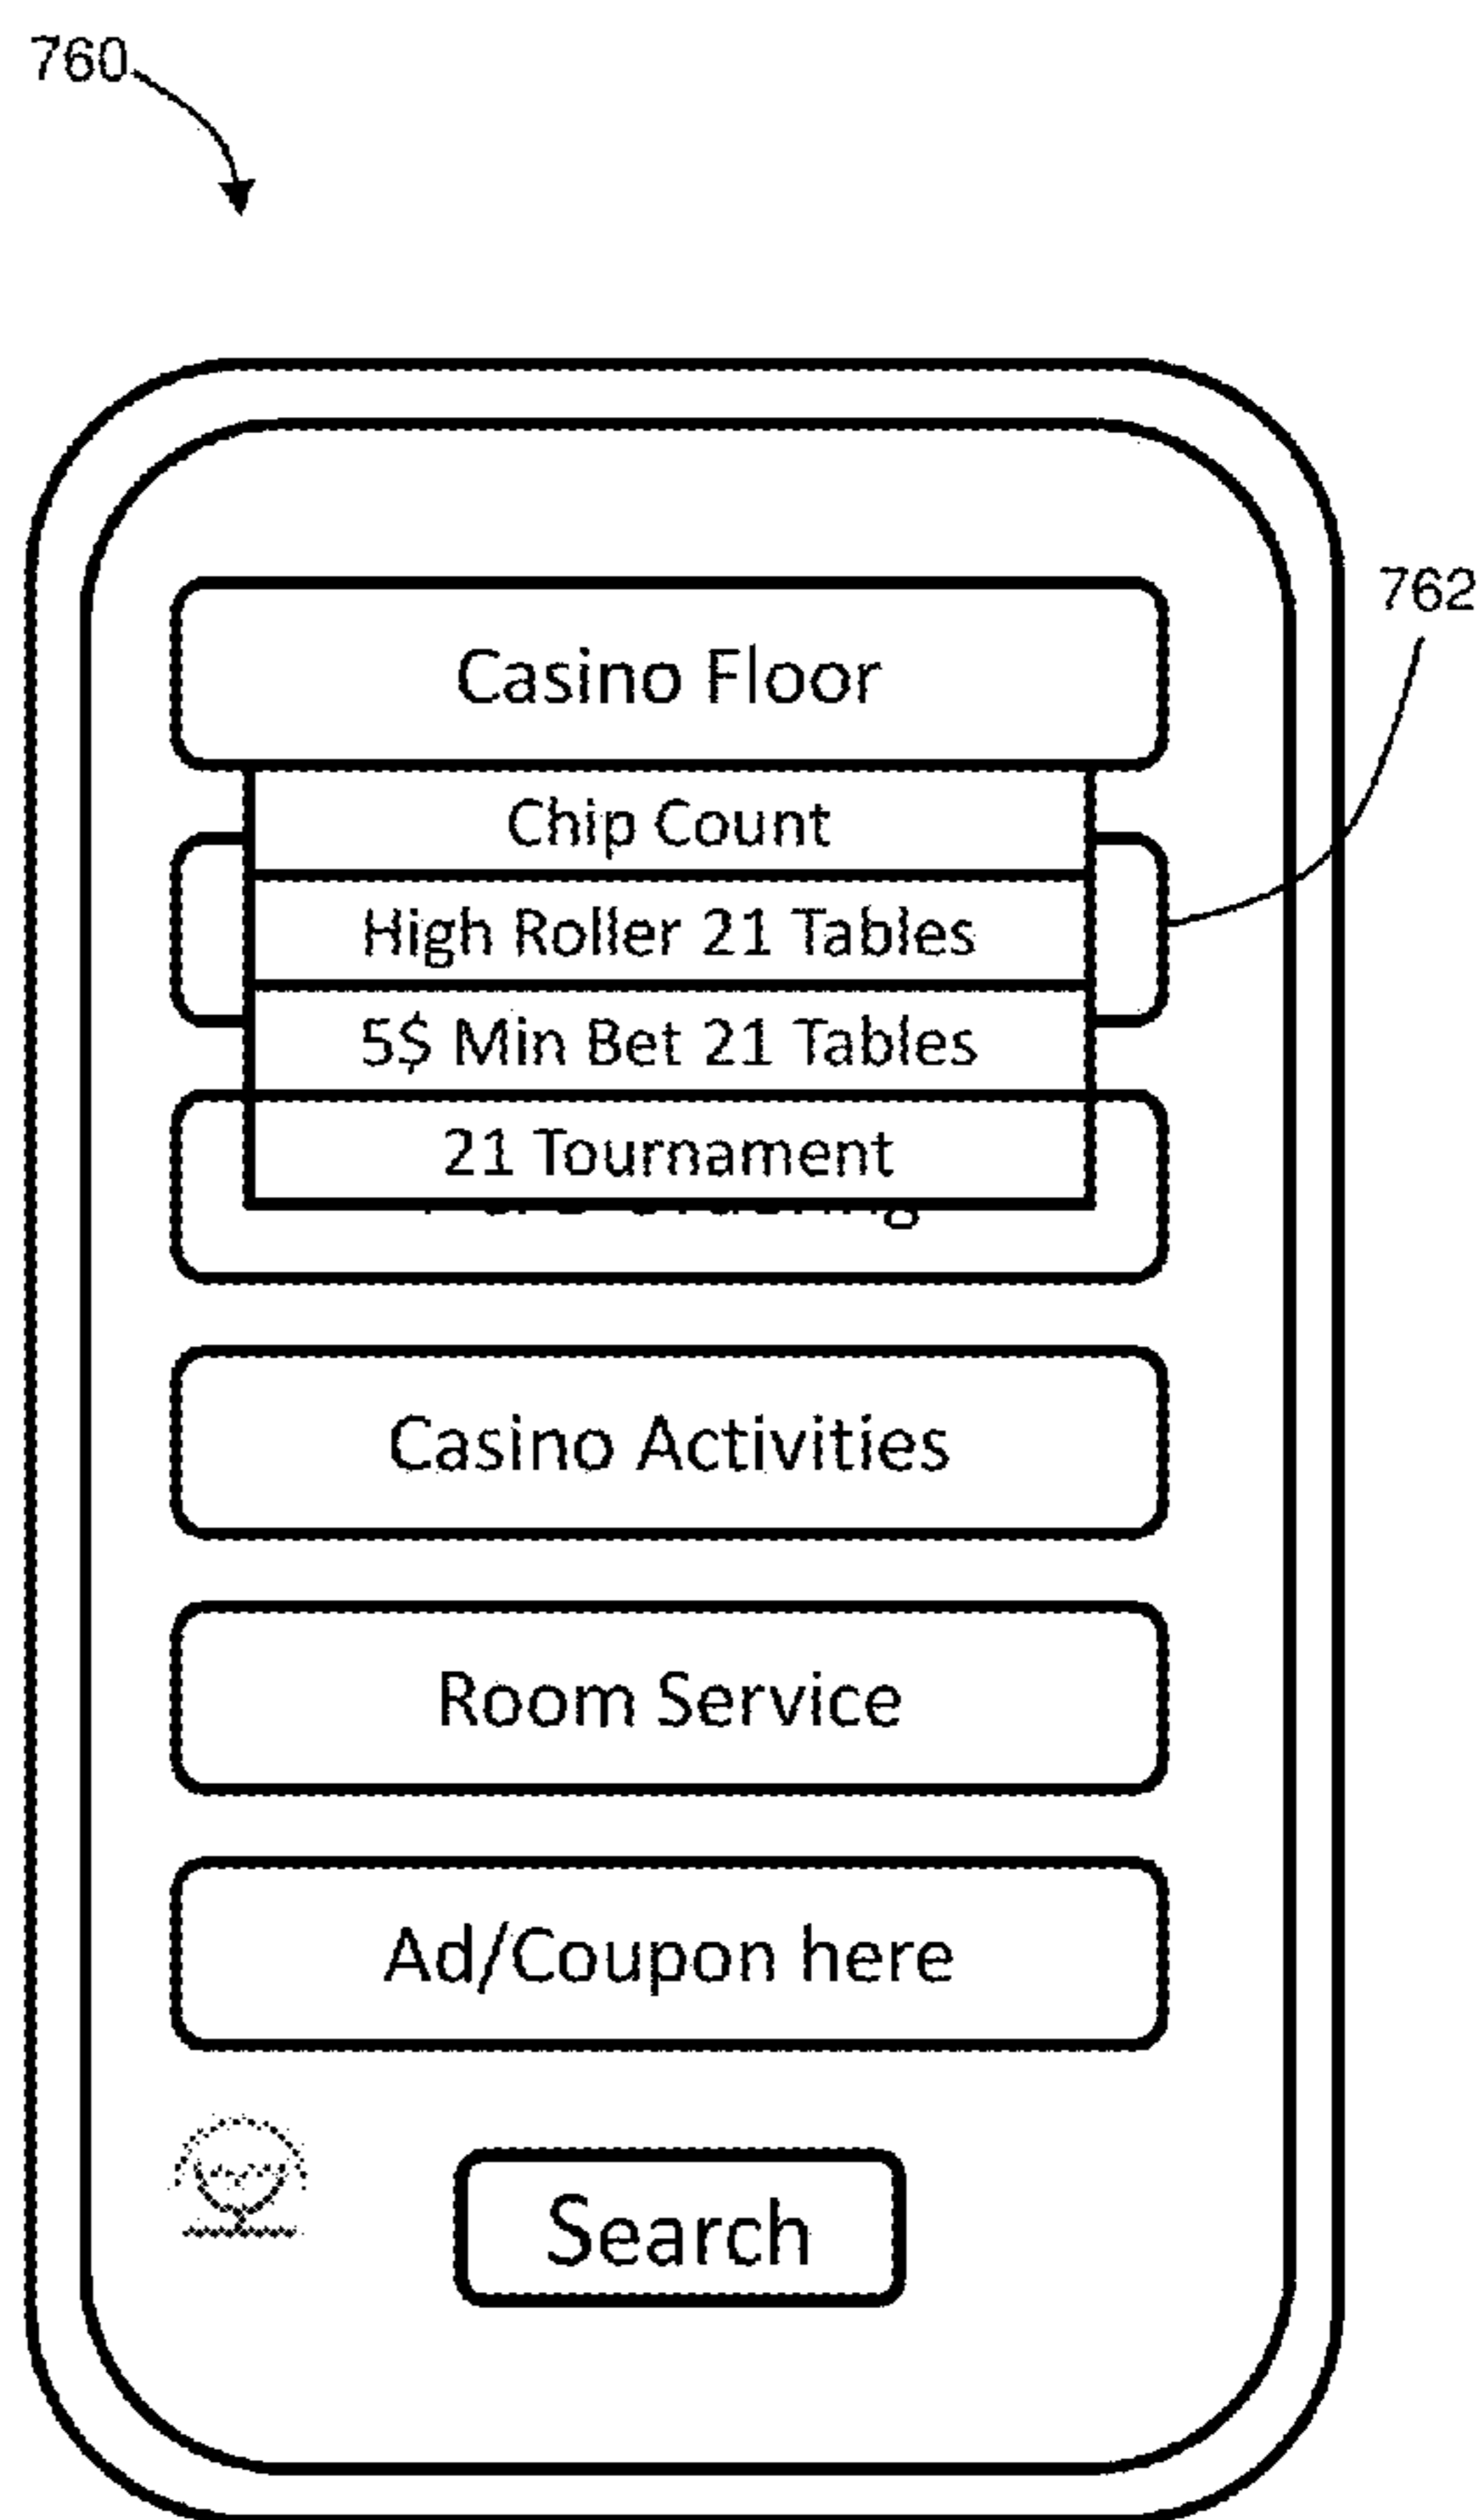 760
762
Casino Floor
Chip Count
High Roller 21 Tables
5$ Min Bet 21 Tables
21 Tournament
Casino Activities
Room Service
Ad/Coupon here
Search